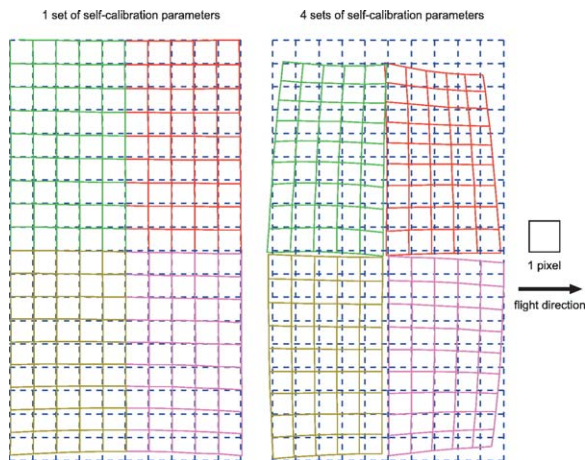 1 set of self-calibration parameters
4 sets of self-calibration parameters
1 pixel
flight direction